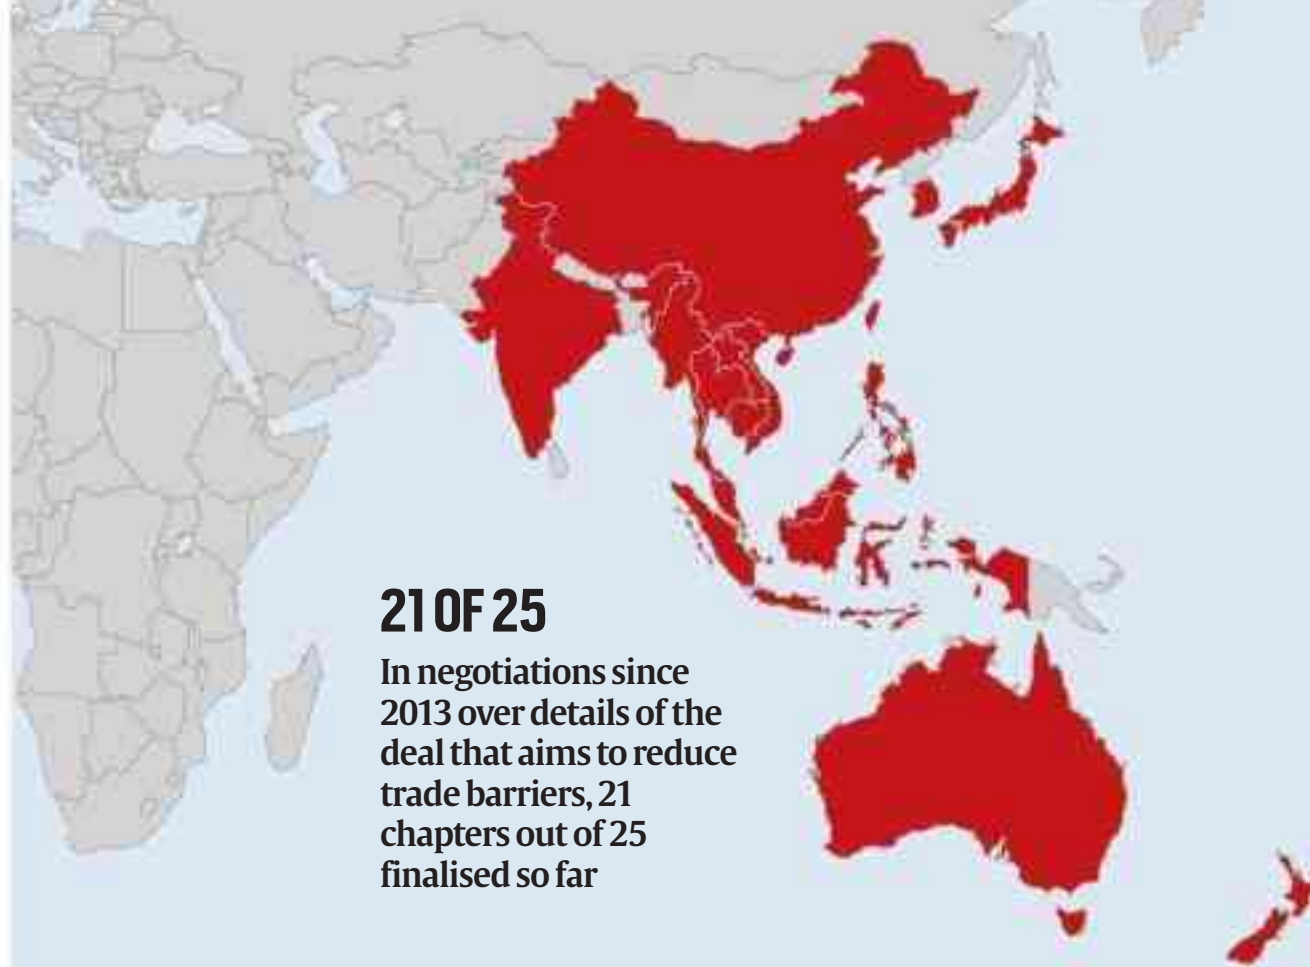 21 OF 25
In negotiations since
2013 over details of the
deal that aims to reduce
trade barriers, 21
chapters out of 25
finalised so far